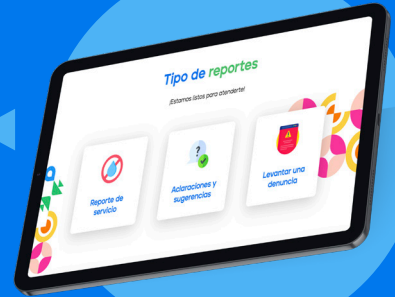 Tipo de reportes
¡Estamos listos para atenderte!
Reporte de
servicio
Aclaraciones y
sugerencias
Levantar una
denuncia